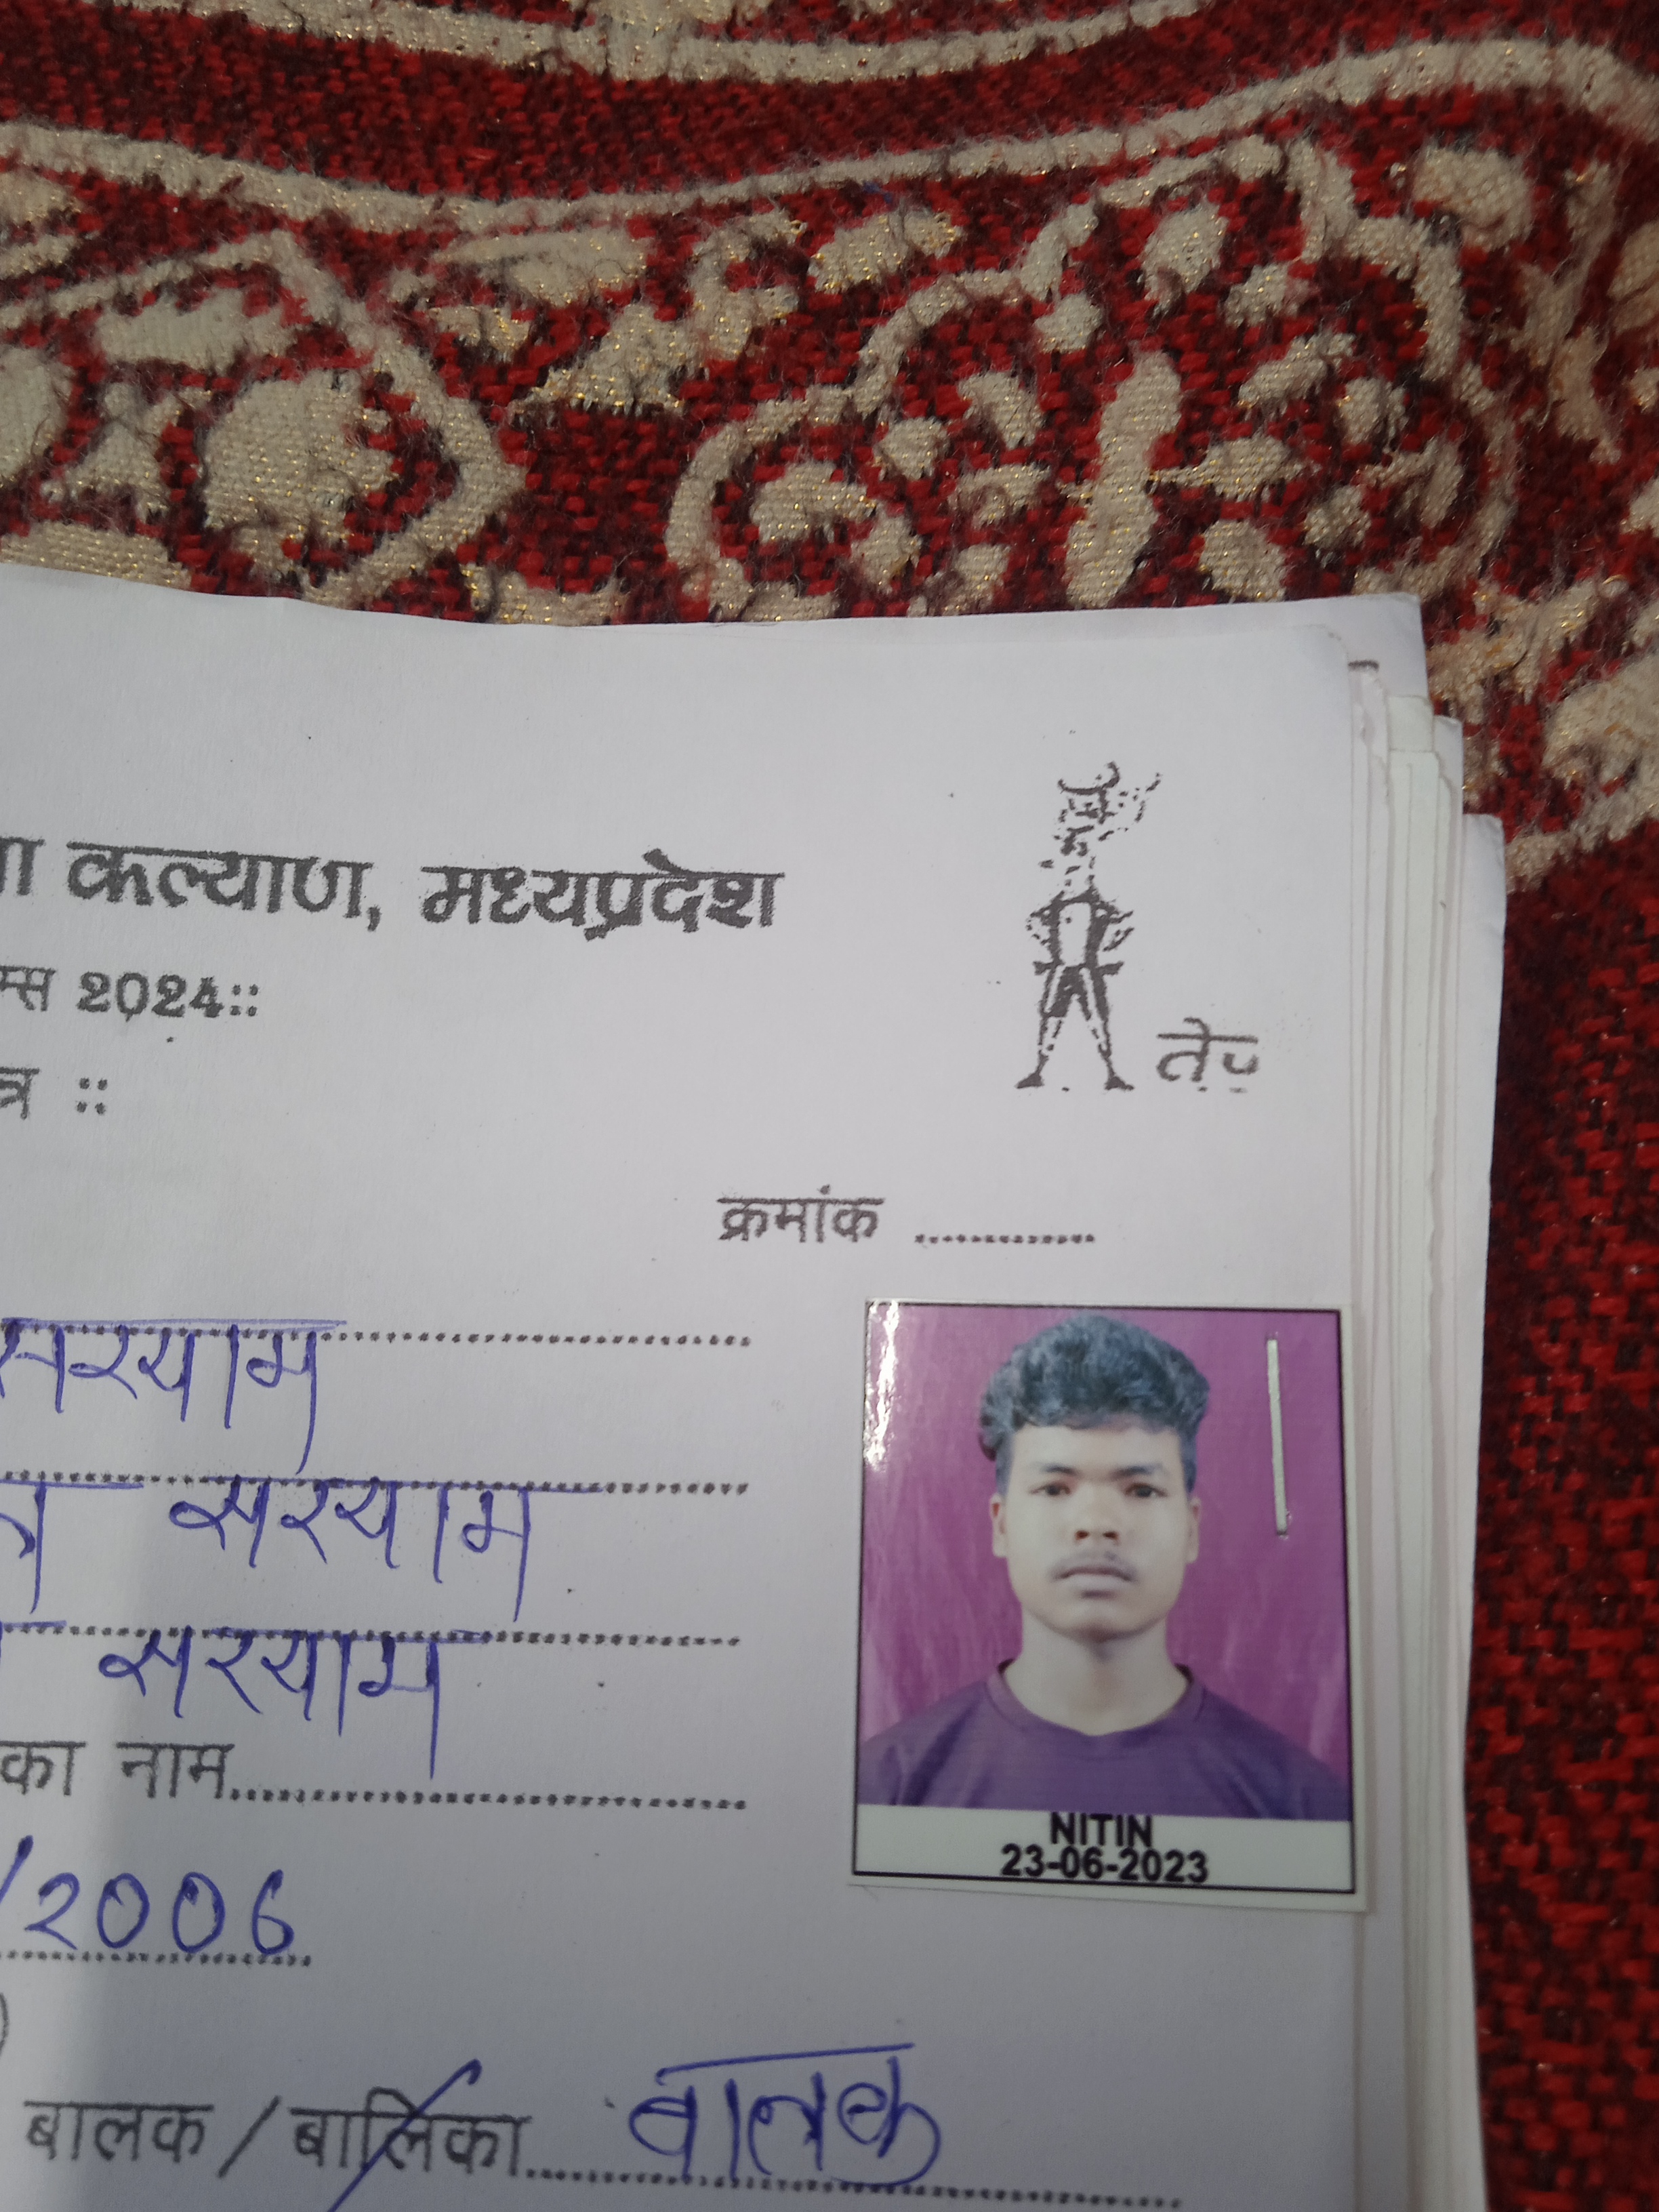 कल्याण, मध्यप्रदेश
2024::
::
क्रमांक ............
सरयाम
सरयाम
सरयाम
का नाम
NITIN
23-06-2023
/2006
बालक / बालिका बालक